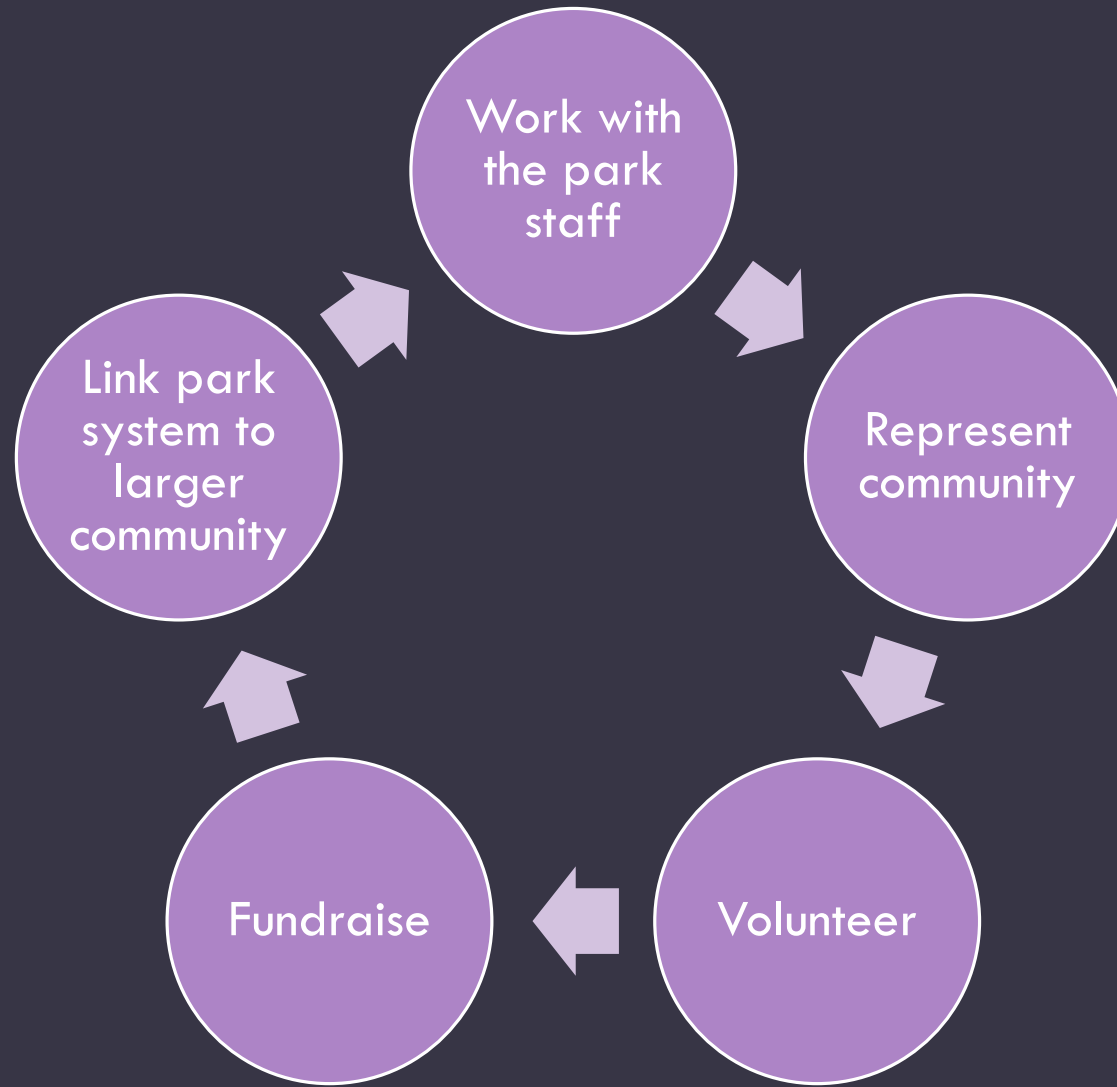 Work with
the park
staff
Represent
community
Volunteer
Fundraise
Link park
system to
larger
community